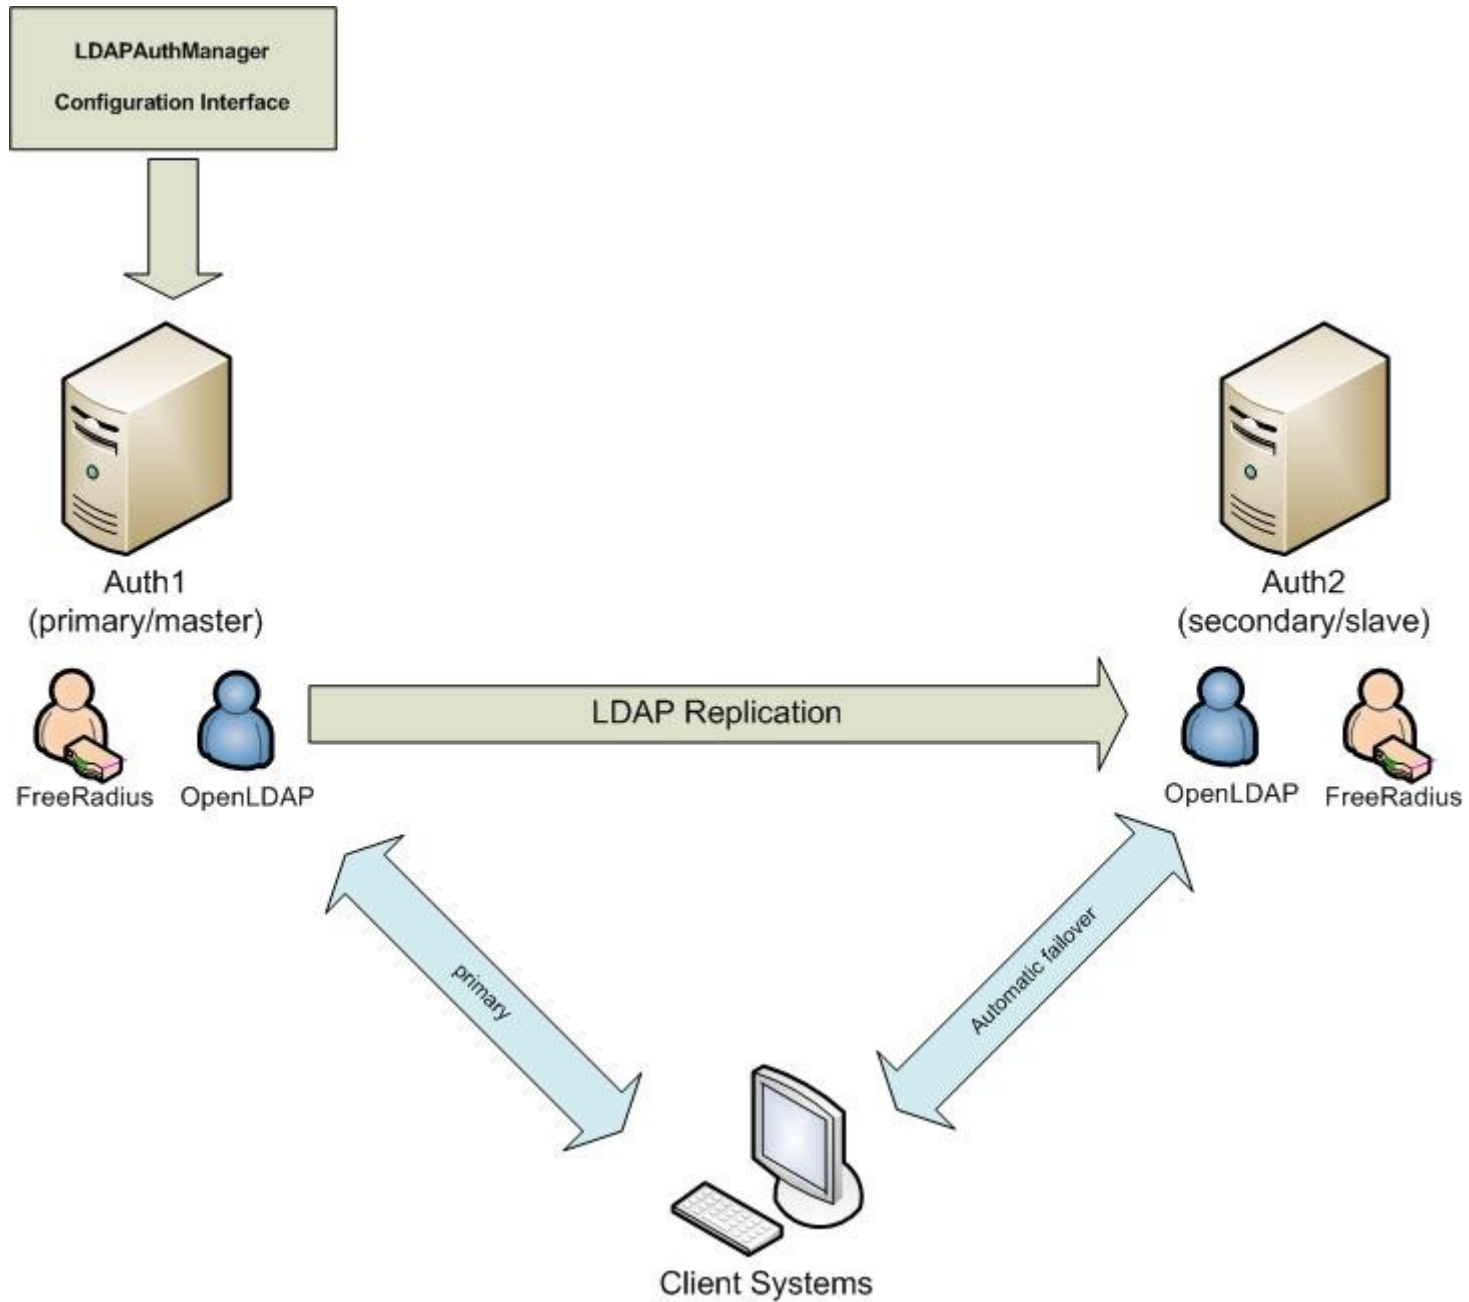 LDAPAuthManager
Configuration Interface
Auth1
(primary/master)
Auth2
(secondary/slave)
LDAP Replication
FreeRadius
OpenLDAP
OpenLDAP
FreeRadius
primary
Automatic failover
Client Systems